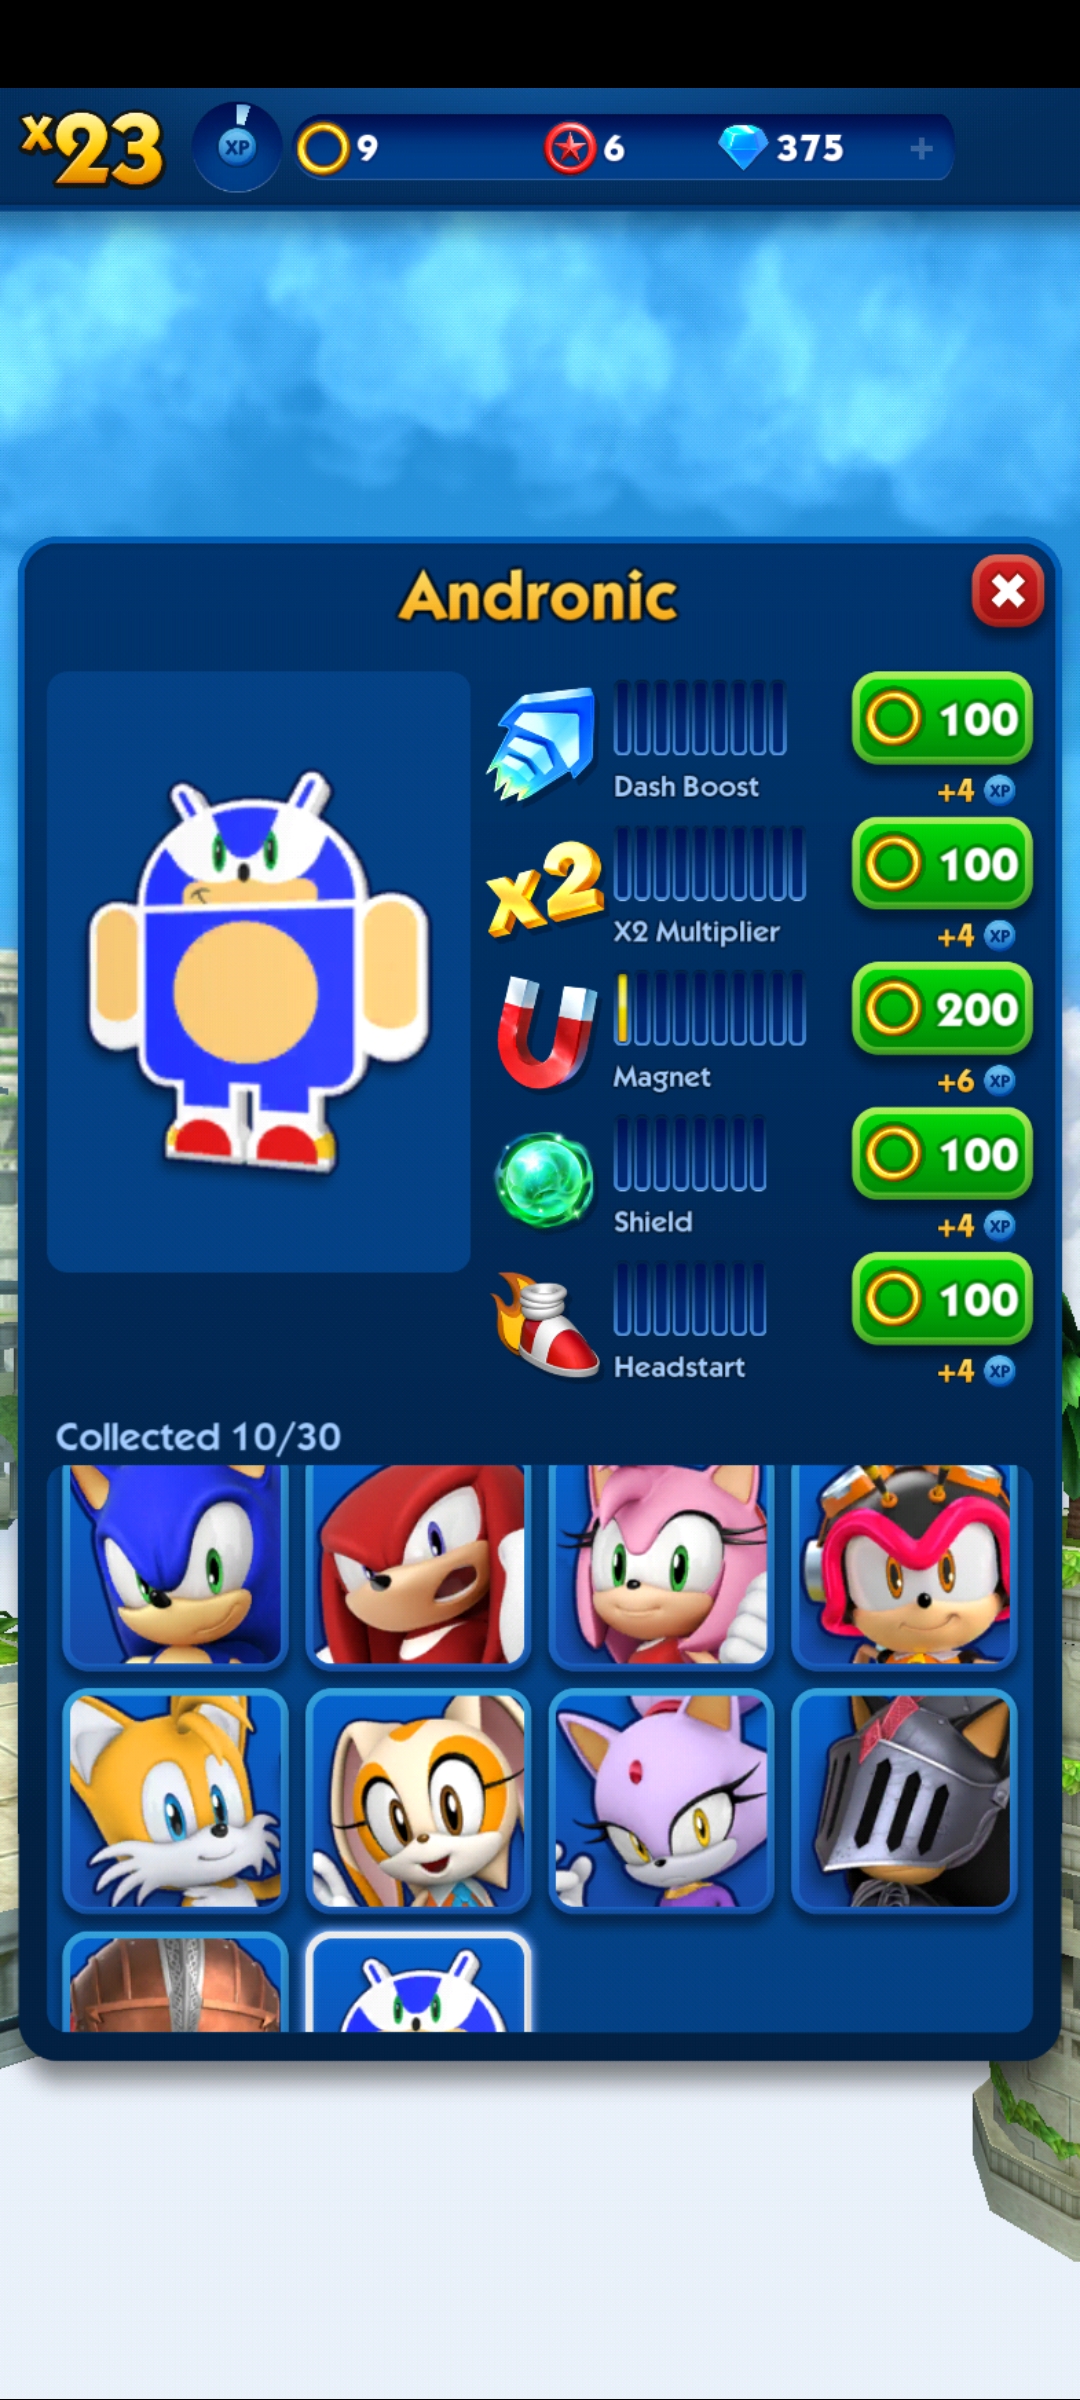 x23 XP 9 6 375 +
Andronic
100
Dash Boost
+4 XP
x2
100
X2 Multiplier
+4 XP
200
Magnet
+6 XP
100
Shield
+4 XP
100
Headstart
+4 XP
Collected 10/30